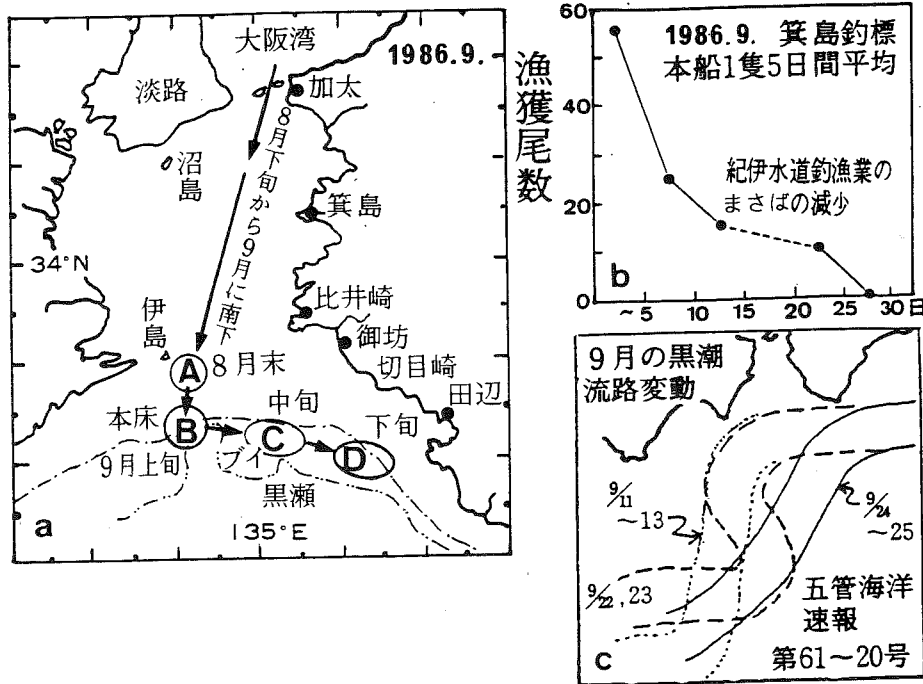 大阪湾
1986.9.
淡路
加太
沼島
8月下旬から9月に南下
箕島
34°N
比井崎
伊島
御坊
A
8月末
切目崎
田辺
本床
中旬
下旬
B
C
D
9月上旬
ブイ
黒瀬
a
135°E
漁獲尾数
60
40
20
0
1986.9. 箕島釣標
本船1隻5日間平均
紀伊水道釣漁業の
まさばの減少
b
~5
10
15
20
25
30日
9月の黒潮
流路変動
9/11
~13
9/24
~25
9/22,23
五管海洋
速報
第61~20号
c